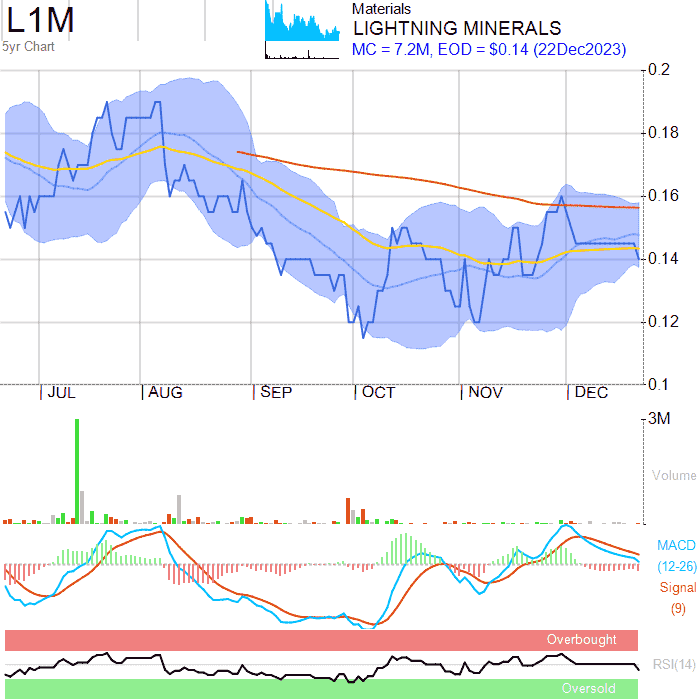 L1M
5yr Chart
Materials
LIGHTNING MINERALS
MC = 7.2M, EOD = $0.14 (22Dec2023)
0.2
0.18
0.16
0.14
0.12
0.1
JUL AUG SEP OCT NOV DEC
3M
Volume
MACD
(12-26)
Signal
(9)
Overbought
RSI(14)
Oversold